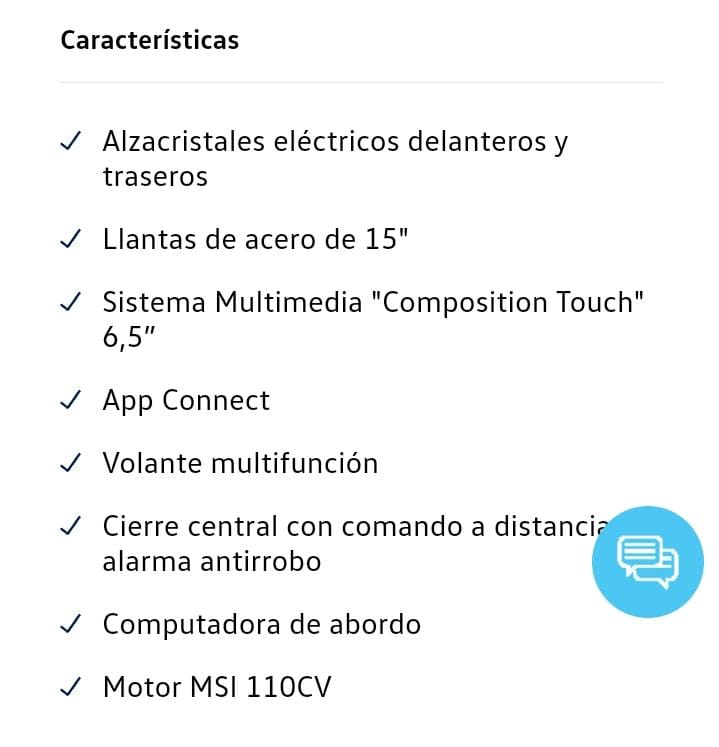 Características
Alzacristales eléctricos delanteros y
traseros
Llantas de acero de 15"
Sistema Multimedia "Composition Touch"
6,5”
App Connect
Volante multifunción
Cierre central con comando a distancia
alarma antirrobo
Computadora de abordo
Motor MSI 110CV